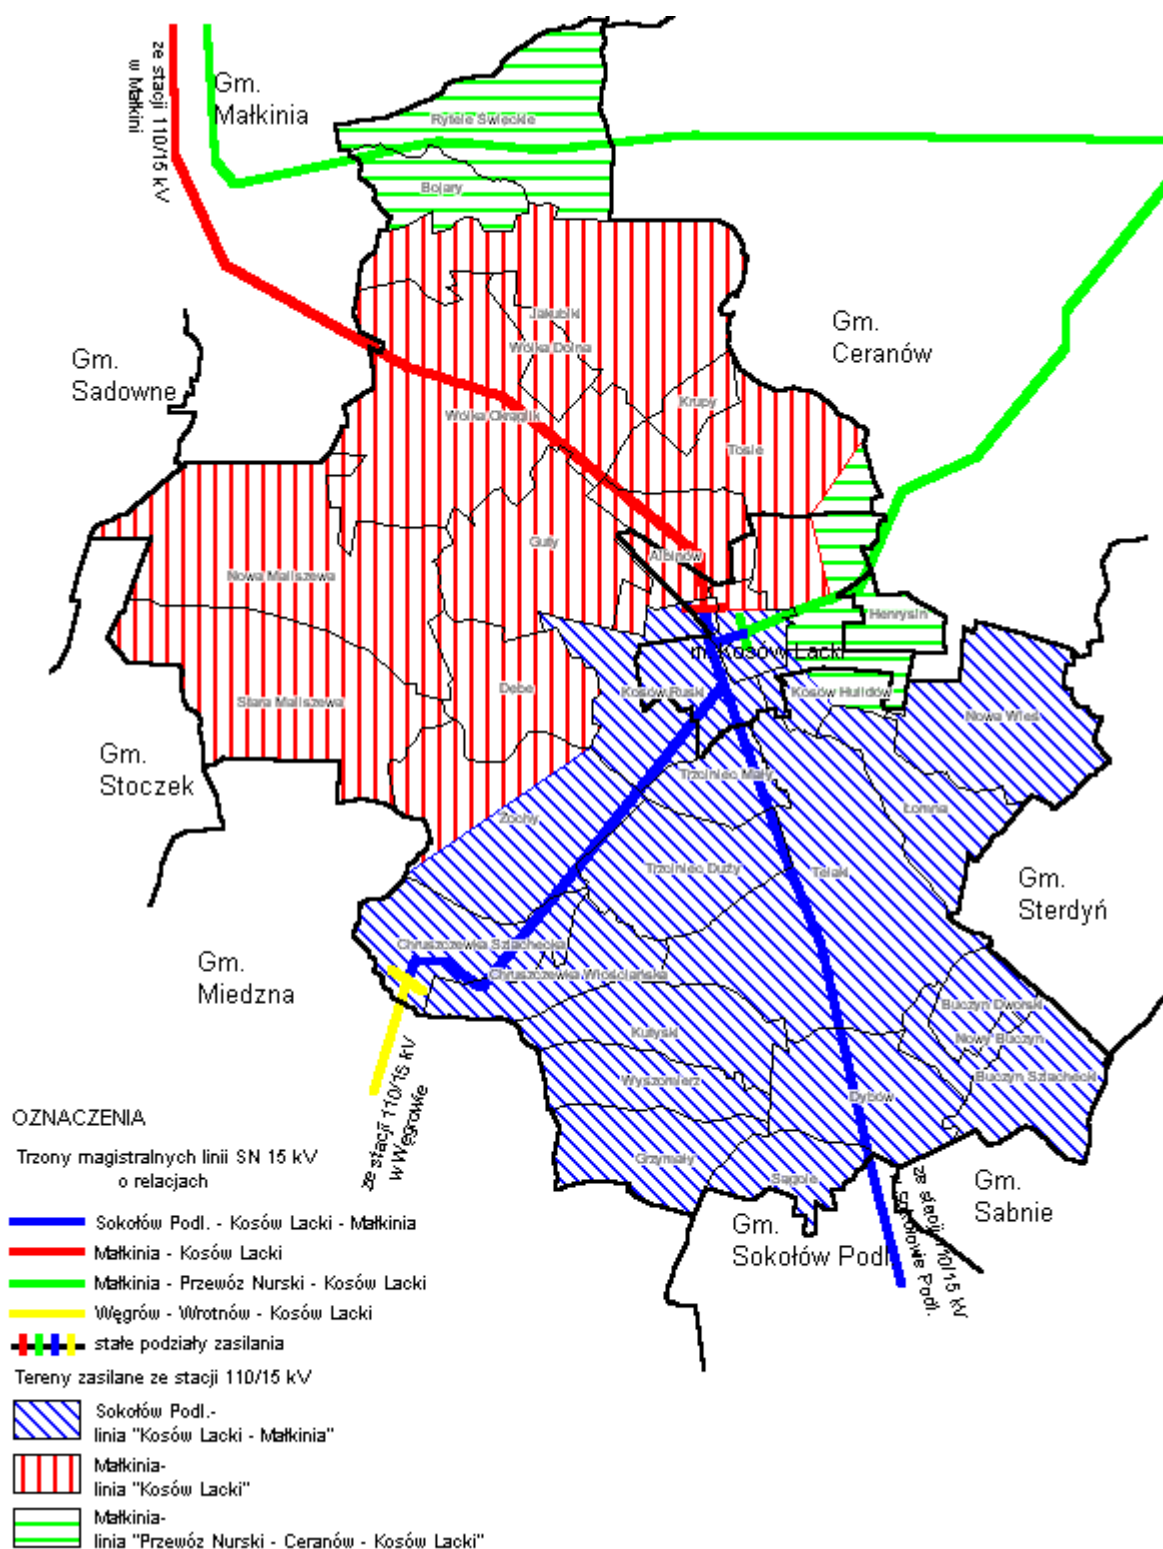 Gm.
Małkinia
ze stacji 110/15 kV
w Małkini
Rytele Święckie
Bojary
Gm.
Ceranów
Jakubiki
Wólka Dolna
Gm.
Sadowne
Krupy
Wólka Okrąglik
Tosie
Guty
Albinów
Nowa Maliszewa
Henrysin
m. Kosów Lacki
Dębe
Kosów Ruski
Kosów Hulidów
Stara Maliszewa
Nowa Wieś
Gm.
Stoczek
Trzciniec Mały
Łomna
Żochy
Trzciniec Duży
Telaki
Gm.
Sterdyń
Chruszczewka Szlachecka
Gm.
Miedzna
Chruszczewka Włościańska
Buczyn Dworski
Kutyski
Nowy Buczyn
Wyszomierz
Buczyn Szlachecki
Dybów
ze stacji 110/15 kV
w Węgrowie
Grzymały
Sągole
Gm.
Sabnie
Gm.
Sokołów Podl.
ze stacji 110/15 kV
Sokołowie Podl.
OZNACZENIA
Trzony magistralnych linii SN 15 kV
o relacjach
Sokołów Podl. - Kosów Lacki - Małkinia
Małkinia - Kosów Lacki
Małkinia - Przewóz Nurski - Kosów Lacki
Węgrów - Wrotnów - Kosów Lacki
stałe podziały zasilania
Tereny zasilane ze stacji 110/15 kV
Sokołów Podl.-
linia "Kosów Lacki - Małkinia"
Małkinia-
linia "Kosów Lacki"
Małkinia-
linia "Przewóz Nurski - Ceranów - Kosów Lacki"